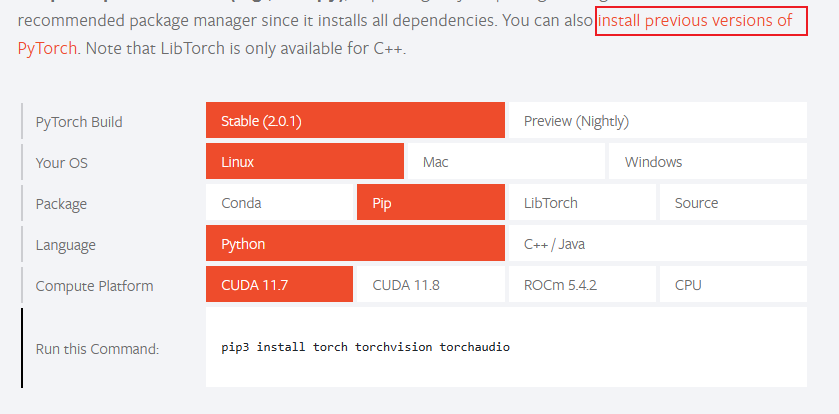 recommended package manager since it installs all dependencies. You can also install previous versions of
PyTorch. Note that LibTorch is only available for C++.
PyTorch Build Stable (2.0.1) Preview (Nightly)
Your OS Linux Mac Windows
Package Conda Pip LibTorch Source
Language Python C++ / Java
Compute Platform CUDA 11.7 CUDA 11.8 ROCm 5.4.2 CPU
Run this Command: pip3 install torch torchvision torchaudio